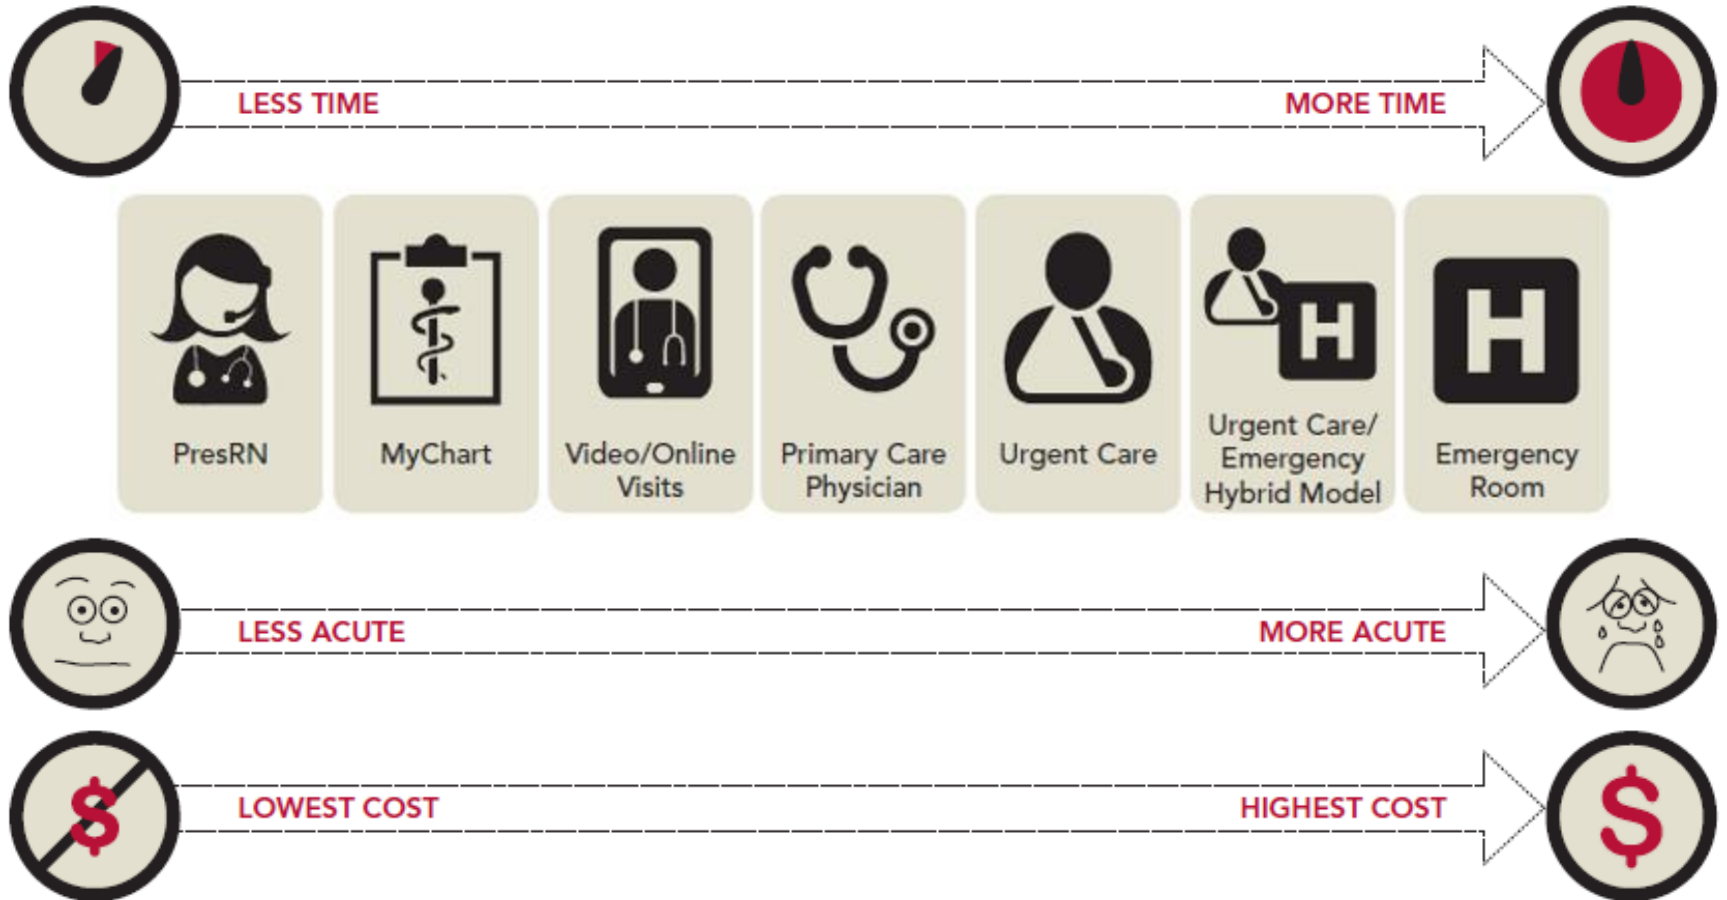 LESS TIME
MORE TIME
PresRN
MyChart
Video/Online
Visits
Primary Care
Physician
Urgent Care
H
Urgent Care/
Emergency
Hybrid Model
H
Emergency
Room
LESS ACUTE
MORE ACUTE
$
LOWEST COST
HIGHEST COST
$